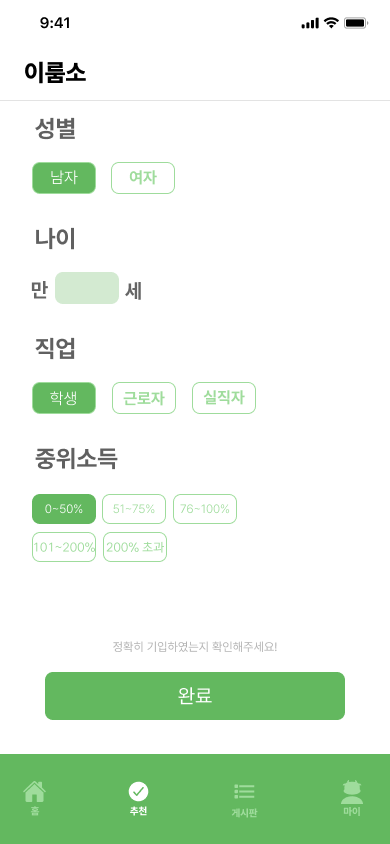 9:41
이룸소
성별
남자 여자
나이
만 세
직업
학생 근로자 실직자
중위소득
0~50% 51~75% 76~100%
101~200% 200% 초과
정확히 기입하였는지 확인해주세요!
완료
홈 추천 게시판 마이